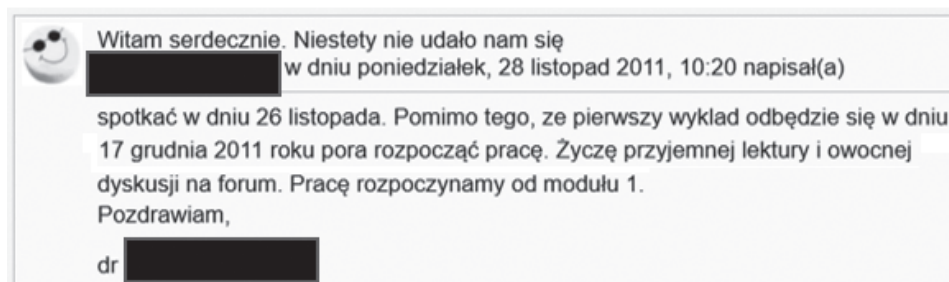 Witam serdecznie. Niestety nie udało nam się
w dniu poniedziałek, 28 listopad 2011, 10:20 napisał(a)
spotkać w dniu 26 listopada. Pomimo tego, ze pierwszy wyklad odbędzie się w dniu
17 grudnia 2011 roku pora rozpocząć pracę. Życzę przyjemnej lektury i owocnej
dyskusji na forum. Pracę rozpoczynamy od modułu 1.
Pozdrawiam,
dr